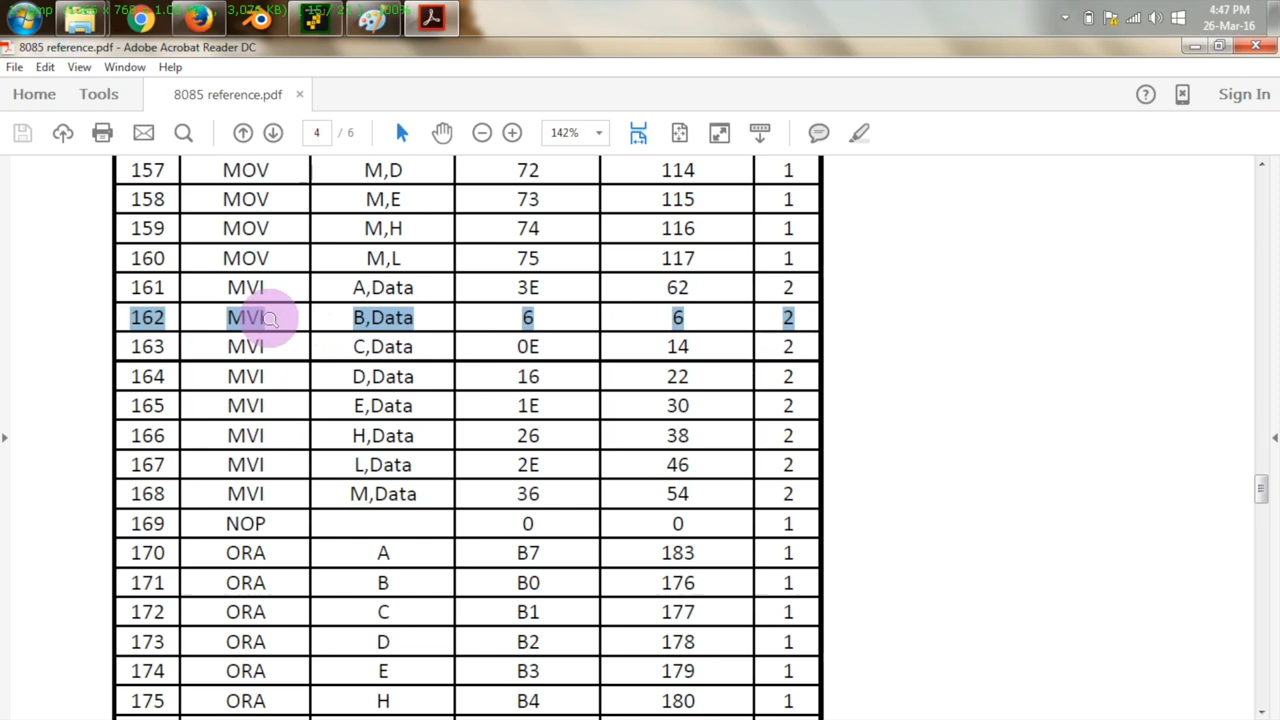 4:47 PM
26-Mar-16
8085 reference.pdf - Adobe Acrobat Reader DC
File Edit View Window Help
Home Tools 8085 reference.pdf × Sign In
4 / 6 142%
157 MOV M,D 72 114 1
158 MOV M,E 73 115 1
159 MOV M,H 74 116 1
160 MOV M,L 75 117 1
161 MVI A,Data 3E 62 2
162 MVI B,Data 6 6 2
163 MVI C,Data 0E 14 2
164 MVI D,Data 16 22 2
165 MVI E,Data 1E 30 2
166 MVI H,Data 26 38 2
167 MVI L,Data 2E 46 2
168 MVI M,Data 36 54 2
169 NOP 0 0 1
170 ORA A B7 183 1
171 ORA B B0 176 1
172 ORA C B1 177 1
173 ORA D B2 178 1
174 ORA E B3 179 1
175 ORA H B4 180 1